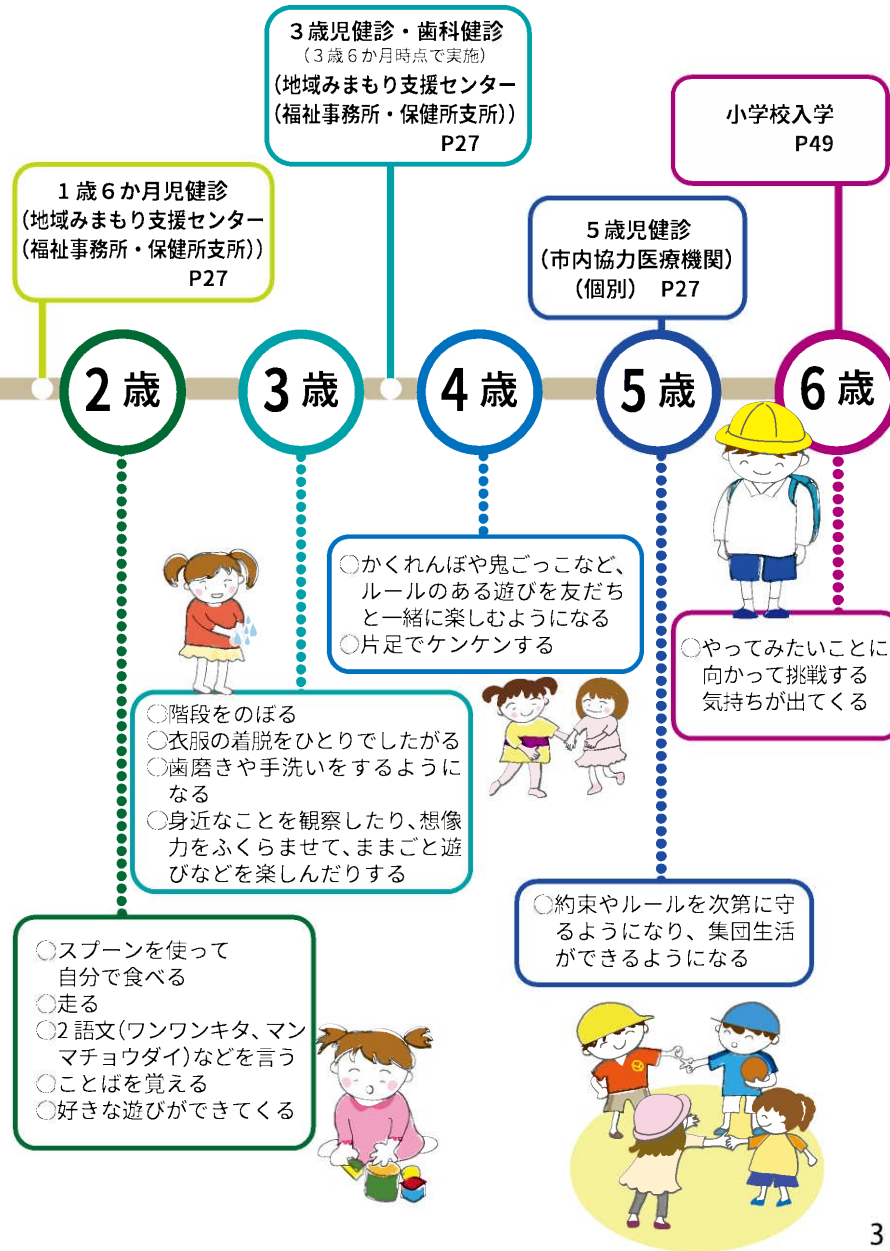 3歳児健診・歯科健診
(3歳6か月時点で実施)
(地域みまもり支援センター
(福祉事務所・保健所支所))
P27
小学校入学
P49
1歳6か月児健診
(地域みまもり支援センター
(福祉事務所・保健所支所))
P27
5歳児健診
(市内協力医療機関)
(個別) P27
2歳
3歳
4歳
5歳
6歳
○かくれんぼや鬼ごっこなど、
ルールのある遊びを友だち
と一緒に楽しむようになる
○片足でケンケンする
○やってみたいことに
向かって挑戦する
気持ちが出てくる
○階段をのぼる
○衣服の着脱をひとりでしたがる
○歯磨きや手洗いをするように
なる
○身近なことを観察したり、想像
力をふくらませて、ままごと遊
びなどを楽しんだりする
○約束やルールを次第に守
るようになり、集団生活
ができるようになる
○スプーンを使って
自分で食べる
○走る
○2語文(ワンワンキタ、マン
マチョウダイ)などを言う
○ことばを覚える
○好きな遊びができてくる
3